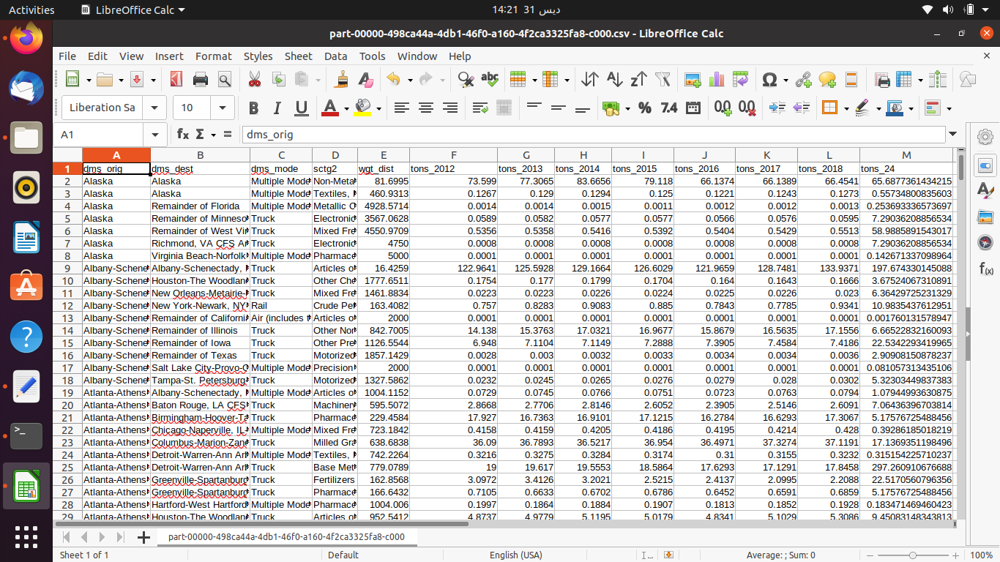 Activities LibreOffice Calc 14:21 31 ديس
part-00000-498ca44a-4db1-46f0-a160-4f2ca3325fa8-c000.csv - LibreOffice Calc
File Edit View Insert Format Styles Sheet Data Tools Window Help
Liberation Sa 10
A1 dms_orig
A B C D E F G H I J K L M
1 dms_orig dms_dest dms_mode sctg2 wgt_dist tons_2012 tons_2013 tons_2014 tons_2015 tons_2016 tons_2017 tons_2018 tons_24
2 Alaska Alaska Multiple Mode Non-Meta 81.6995 73.599 77.3065 83.6656 79.118 66.1374 66.1389 66.4541 65.6877361434215
3 Alaska Alaska Multiple Mode Textiles, 460.9313 0.1267 0.129 0.1294 0.125 0.1221 0.1243 0.1273 0.55734800835603
4 Alaska Remainder of Florida Multiple Mode Metallic O 4928.5714 0.0014 0.0014 0.0015 0.0011 0.0012 0.0012 0.0013 0.253693336573697
5 Alaska Remainder of Minneso Truck Electronic 3567.0628 0.0589 0.0582 0.0577 0.0577 0.0566 0.0576 0.0595 7.29036208856534
6 Alaska Remainder of West Vir Truck Mixed Fre 4550.9709 0.5356 0.5358 0.5416 0.5392 0.5404 0.5429 0.5513 58.9885891543017
7 Alaska Richmond, VA CFS Ar Truck Electronic 4750 0.0008 0.0008 0.0008 0.0008 0.0008 0.0008 0.0008 7.29036208856534
8 Alaska Virginia Beach-Norfolk Multiple Mode Pharmac 5000 0.0001 0.0001 0.0001 0.0001 0.0001 0.0001 0.0001 0.142671337098964
9 Albany-Schene Albany-Schenectady, Truck Articles o 16.4259 122.9641 125.5928 129.1664 126.6029 121.9659 128.7481 133.9371 197.674330145088
10 Albany-Schene Houston-The Woodlan Truck Other Che 1777.6511 0.1754 0.177 0.1799 0.1704 0.164 0.1643 0.1666 3.67524067310891
11 Albany-Schene New Orleans-Metairie- Truck Mixed Fre 1461.8834 0.0223 0.0223 0.0226 0.0224 0.0225 0.0226 0.023 6.36429725231329
12 Albany-Schene New York-Newark, NY Rail Crude Pet 163.4082 0.757 0.8283 0.9083 0.885 0.7843 0.7785 0.9341 10.9835437612951
13 Albany-Schene Remainder of Californi Air (includes t Articles o 2000 0.0001 0.0001 0.0001 0.0001 0.0001 0.0001 0.0001 0.001760131578947
14 Albany-Schene Remainder of Illinois Truck Other Non 842.7005 14.138 15.3763 17.0321 16.9677 15.8679 16.5635 17.1556 6.66522832160093
15 Albany-Schene Remainder of Iowa Truck Other Pre 1126.5544 6.948 7.1104 7.1149 7.2888 7.3905 7.4584 7.4186 22.5342293419965
16 Albany-Schene Remainder of Texas Truck Motorized 1857.1429 0.0028 0.003 0.0032 0.0033 0.0034 0.0034 0.0036 2.90908150878237
17 Albany-Schene Salt Lake City-Provo-O Multiple Mode Precision 2000 0.0001 0.0001 0.0001 0.0001 0.0001 0.0001 0.0001 0.081057313435106
18 Albany-Schene Tampa-St. Petersburg Truck Motorized 1327.5862 0.0232 0.0245 0.0265 0.0276 0.0279 0.028 0.0302 5.32303449837383
19 Atlanta-Athens Albany-Schenectady, Multiple Mode Articles o 1004.1152 0.0729 0.0745 0.0766 0.0751 0.0723 0.0763 0.0794 1.07944993630875
20 Atlanta-Athens Baton Rouge, LA CFS Truck Machinery 595.5072 2.8668 2.7706 2.8146 2.6052 2.3905 2.5146 2.6091 7.06436396703814
21 Atlanta-Athens Birmingham-Hoover-Ta Truck Pharmac 229.4584 17.927 16.7363 16.9101 17.1215 16.2784 16.6293 17.3067 5.17576725488456
22 Atlanta-Athens Chicago-Naperville, IL- Multiple Mode Mixed Fre 723.1842 0.4158 0.4159 0.4205 0.4186 0.4195 0.4214 0.428 0.39286185018219
23 Atlanta-Athens Columbus-Marion-Zan Truck Milled Gra 638.6838 36.09 36.7893 36.5217 36.954 36.4971 37.3274 37.1191 17.1369351198496
24 Atlanta-Athens Detroit-Warren-Ann Ar Multiple Mode Textiles, 742.2264 0.3216 0.3275 0.3284 0.3174 0.31 0.3155 0.3232 0.315154225710237
25 Atlanta-Athens Detroit-Warren-Ann Ar Truck Base Met 779.0789 19 19.617 19.5553 18.5864 17.6293 17.1291 17.8458 297.260910676688
26 Atlanta-Athens Greenville-Spartanburg Truck Fertilizers 162.8568 3.0972 3.4126 3.2021 2.5215 2.4137 2.0995 2.2088 22.5170560796356
27 Atlanta-Athens Greenville-Spartanburg Truck Pharmac 166.6432 0.7105 0.6633 0.6702 0.6786 0.6452 0.6591 0.6859 5.17576725488456
28 Atlanta-Athens Hartford-West Hartford Multiple Mode Pharmac 1004.006 0.1997 0.1864 0.1884 0.1907 0.1813 0.1852 0.1928 0.183471469460423
29 Atlanta-Athens Houston-The Woodlan Truck Articles o 952.5412 4.8737 4.9779 5.1195 5.0179 4.8341 5.1029 5.3086 9.45083148343813
part-00000-498ca44a-4db1-46f0-a160-4f2ca3325fa8-c000
Sheet 1 of 1 Default English (USA) Average: ; Sum: 0 100%